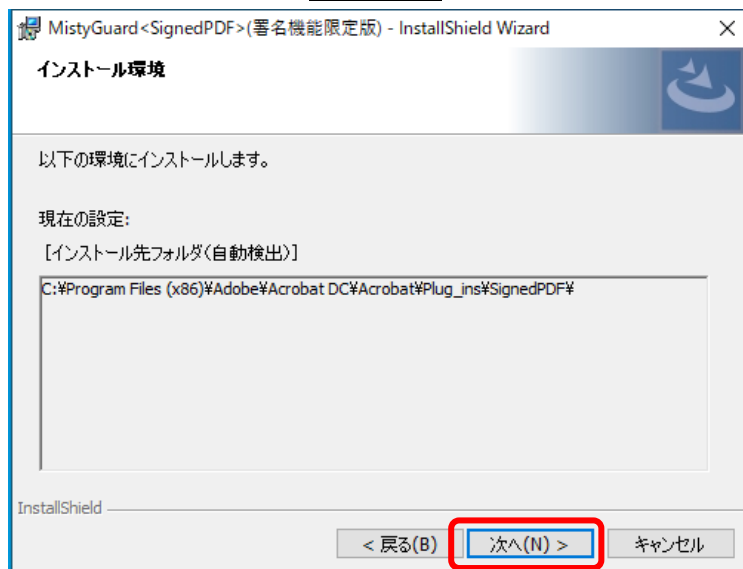 MistyGuard<SignedPDF>(署名機能限定版) - InstallShield Wizard
インストール環境
以下の環境にインストールします。
現在の設定:
[インストール先フォルダ(自動検出)]
C:¥Program Files (x86)¥Adobe¥Acrobat DC¥Acrobat¥Plug_ins¥SignedPDF¥
InstallShield
< 戻る(B) 次へ(N) > キャンセル